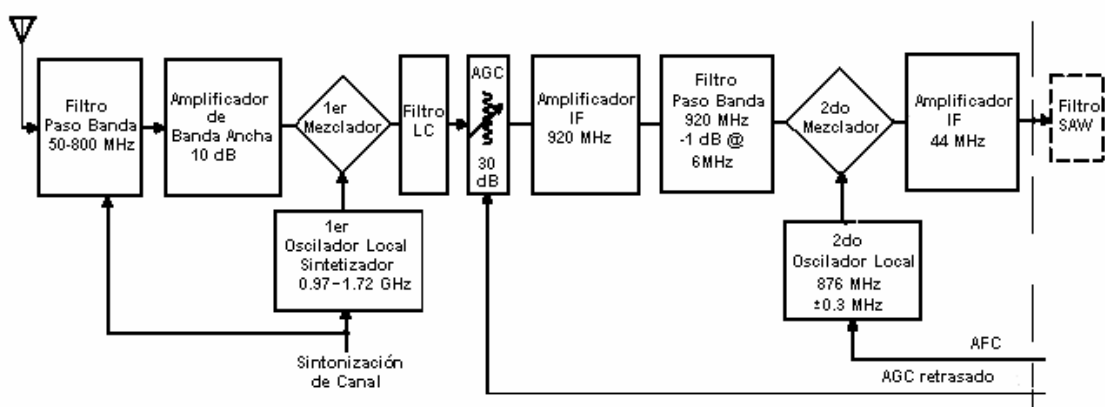 Filtro
Paso Banda
50-800 MHz
Amplificador
de
Banda Ancha
10 dB
1er
Mezclador
Filtro
LC
AGC
30
dB
Amplificador
IF
920 MHz
Filtro
Paso Banda
920 MHz
-1 dB @
6MHz
2do
Mezclador
Amplificador
IF
44 MHz
Filtro
SAW
1er
Oscilador Local
Sintetizador
0.97-1.72 GHz
2do
Oscilador Local
876 MHz
±0.3 MHz
Sintonización
de Canal
AFC
AGC retrasado